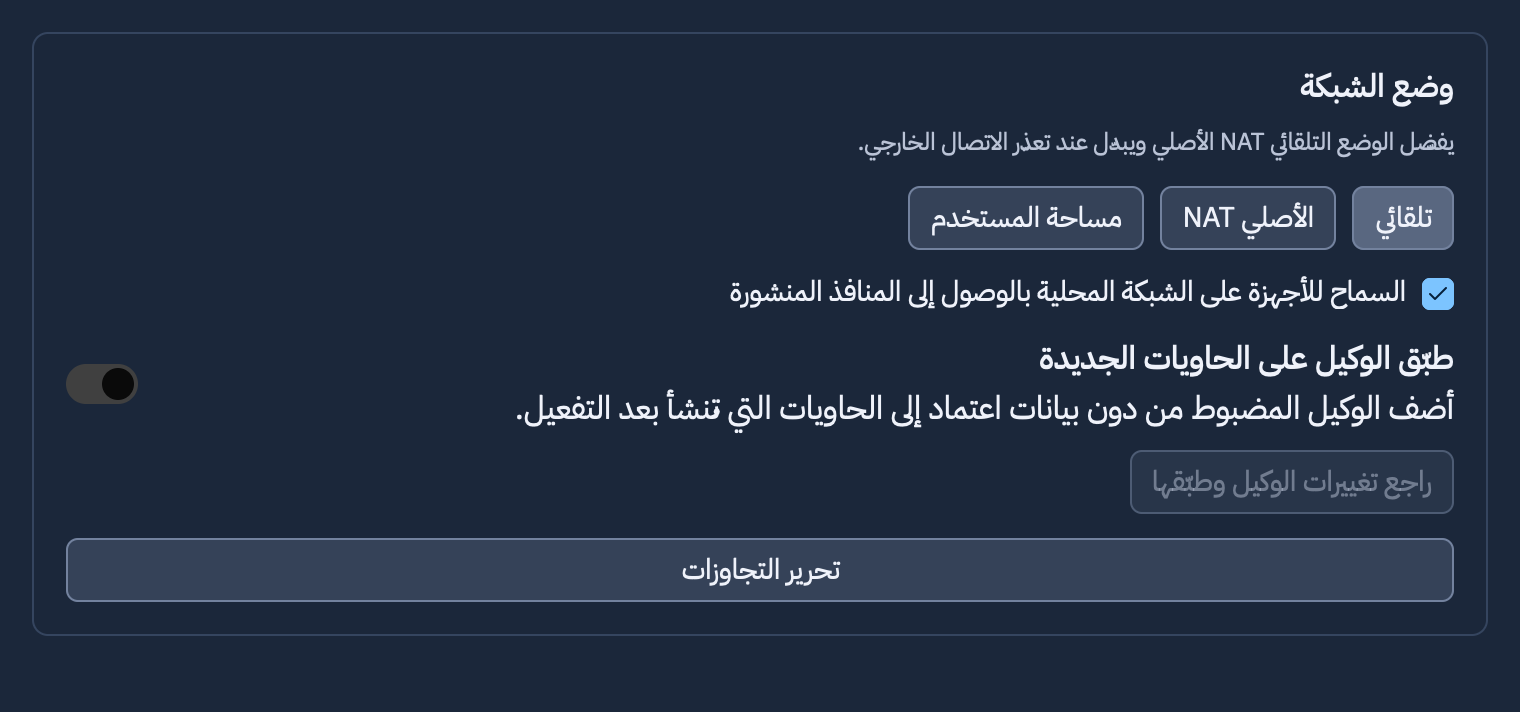 وضع الشبكة
يفضل الوضع التلقائي NAT الأصلي ويبدل عند تعذر الاتصال الخارجي.
تلقائي
NAT الأصلي
مساحة المستخدم
السماح للأجهزة على الشبكة المحلية بالوصول إلى المنافذ المنشورة
طبّق الوكيل على الحاويات الجديدة
أضف الوكيل المضبوط من دون بيانات اعتماد إلى الحاويات التي تنشأ بعد التفعيل.
راجع تغييرات الوكيل وطبّقها
تحرير التجاوزات